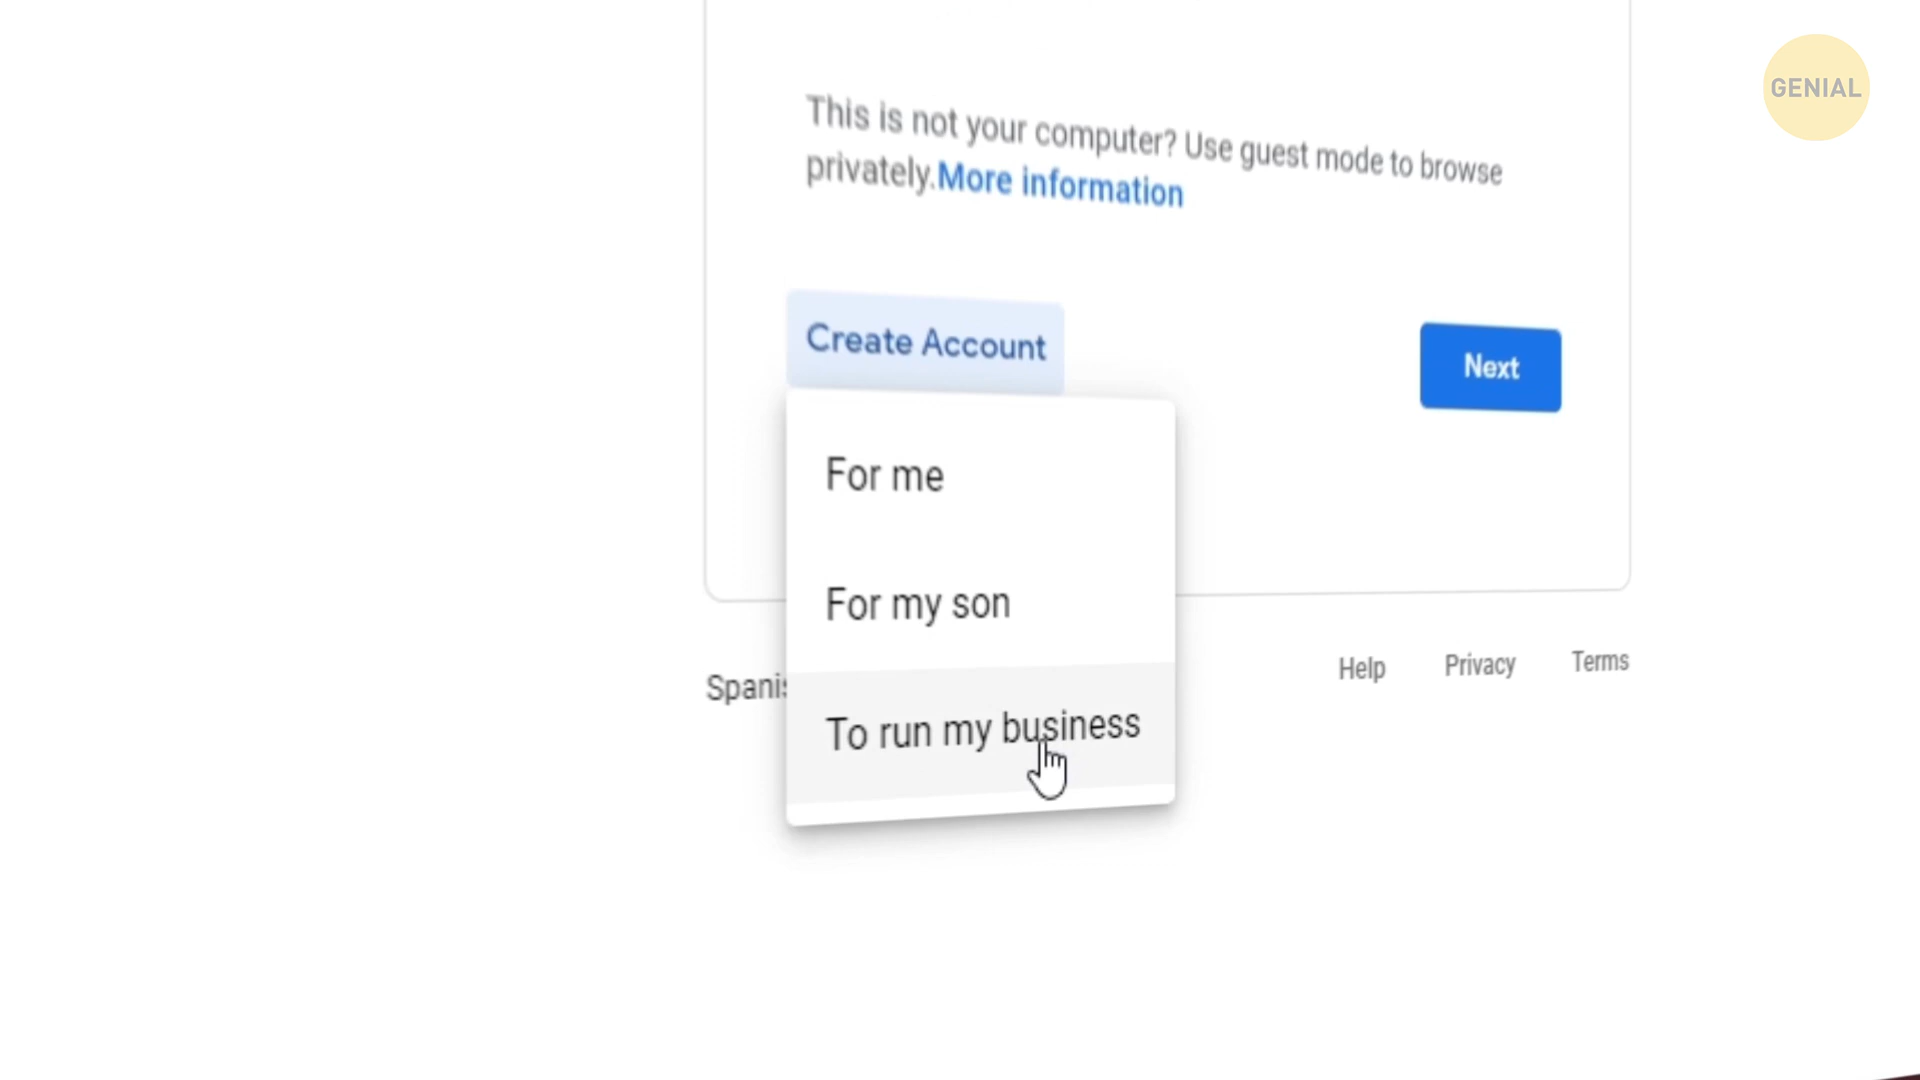 GENIAL
This is not your computer? Use guest mode to browse
privately.More information
Create Account
Next
For me
For my son
Help Privacy Terms
Spanis
To run my business